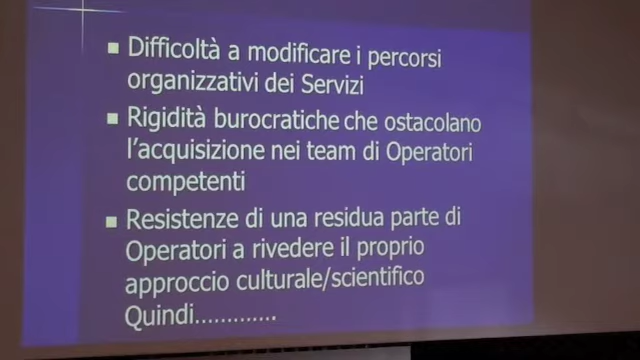 Difficoltà a modificare i percorsi
organizzativi dei Servizi
Rigidità burocratiche che ostacolano
l'acquisizione nei team di Operatori
competenti
Resistenze di una residua parte di
Operatori a rivedere il proprio
approccio culturale/scientifico
Quindi.............